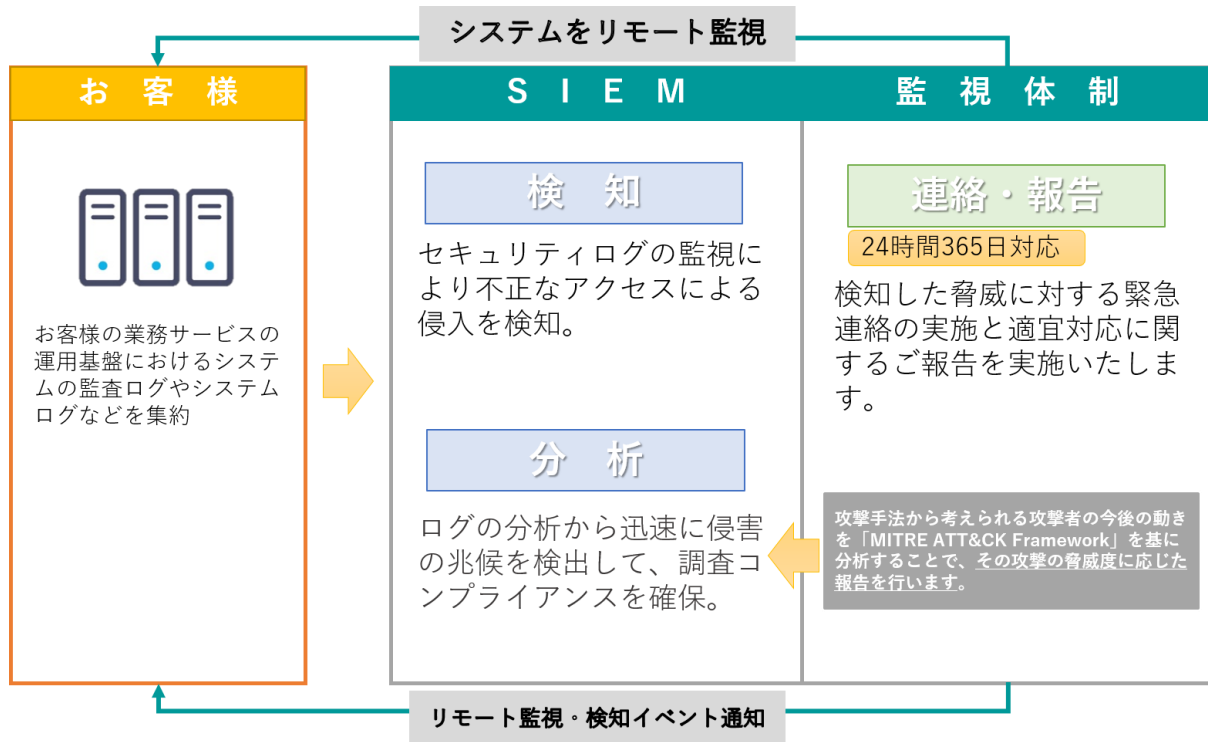 システムをリモート監視
お客様
SIEM
監視体制
お客様の業務サービスの
運用基盤におけるシステ
ムの監査ログやシステム
ログなどを集約
検知
セキュリティログの監視に
より不正なアクセスによる
侵入を検知。
分析
ログの分析から迅速に侵害
の兆候を検出して、調査コ
ンプライアンスを確保。
連絡・報告
24時間365日対応
検知した脅威に対する緊急
連絡の実施と適宜対応に関
するご報告を実施いたしま
す。
攻撃手法から考えられる攻撃者の今後の動き
を「MITRE ATT&CK Framework」を基に
分析することで、その攻撃の脅威度に応じた
報告を行います。
リモート監視・検知イベント通知